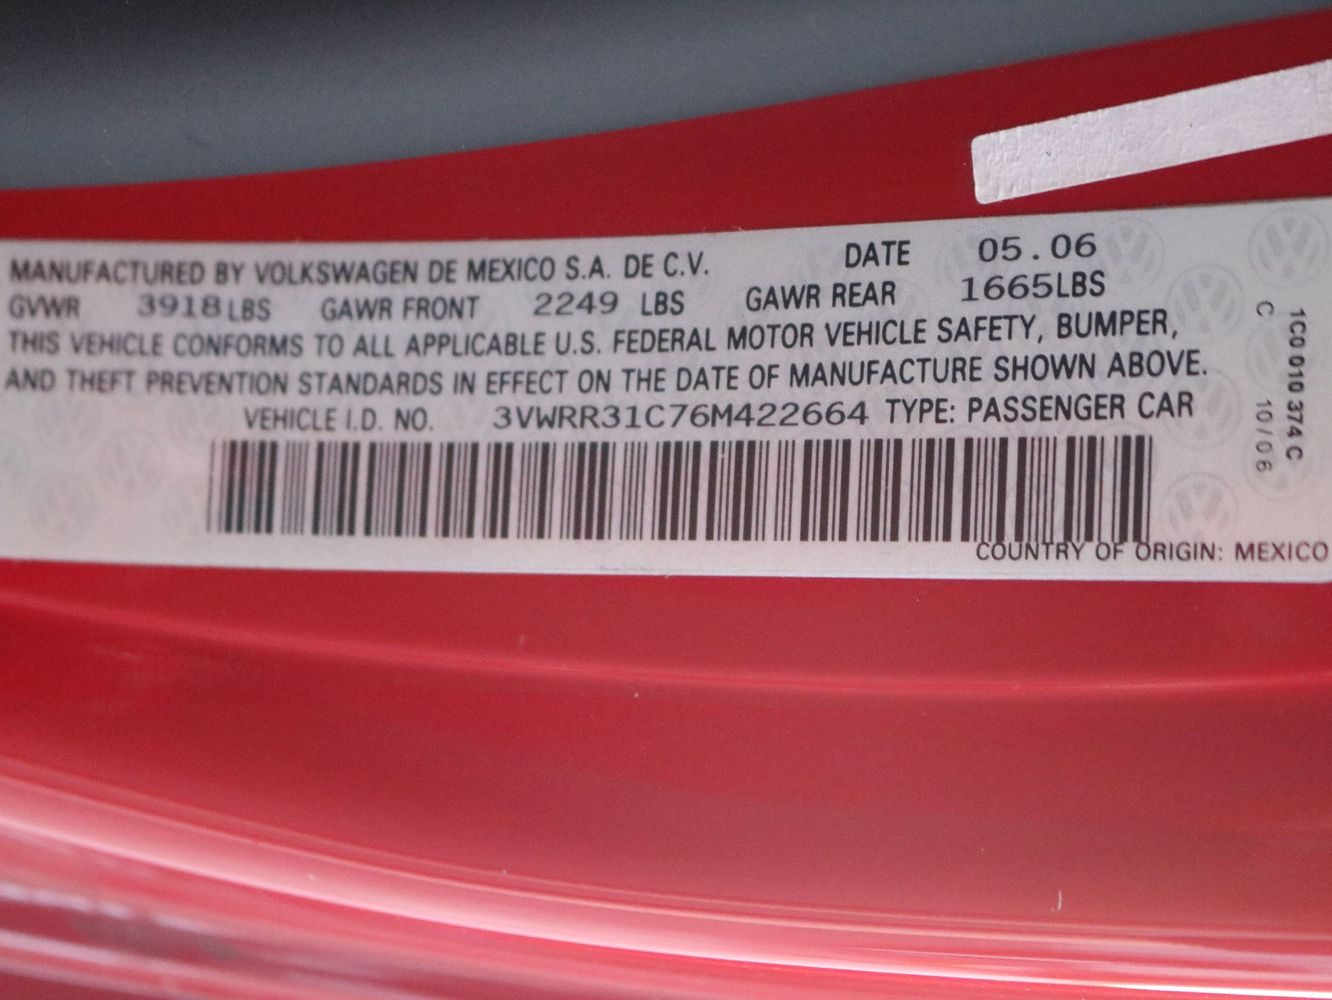 MANUFACTURED BY VOLKSWAGEN DE MEXICO S.A. DE C.V. DATE 05.06
GVWR 3918 LBS GAWR FRONT 2249 LBS GAWR REAR 1665LBS
THIS VEHICLE CONFORMS TO ALL APPLICABLE U.S. FEDERAL MOTOR VEHICLE SAFETY, BUMPER,
AND THEFT PREVENTION STANDARDS IN EFFECT ON THE DATE OF MANUFACTURE SHOWN ABOVE.
VEHICLE I.D. NO. 3VWRR31C76M422664 TYPE: PASSENGER CAR
COUNTRY OF ORIGIN: MEXICO
1C0 010 374 C
C 10/06